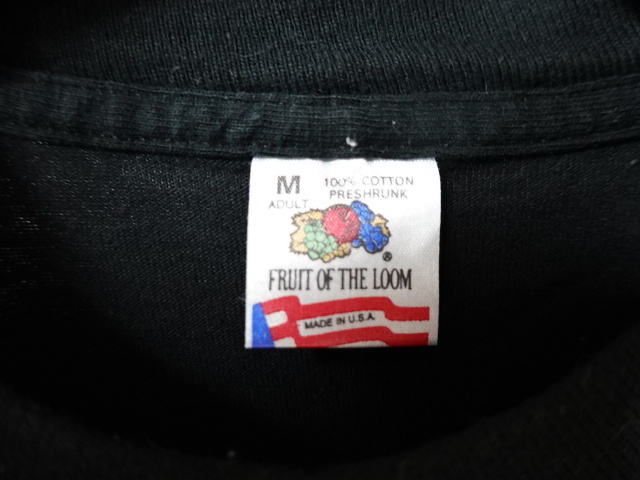 M
ADULT
100% COTTON
PRESHRUNK
®
FRUIT OF THE LOOM
MADE IN U.S.A.